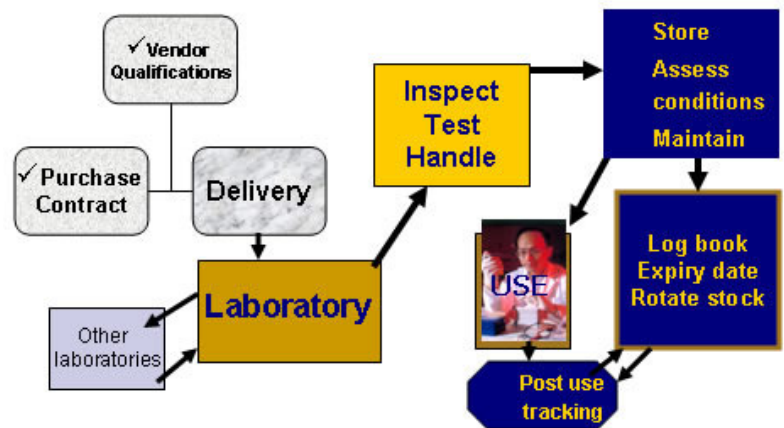 ✓ Vendor
Qualifications
✓ Purchase
Contract
Delivery
Laboratory
Other
laboratories
Inspect
Test
Handle
Store
Assess
conditions
Maintain
USE
Log book
Expiry date
Rotate stock
Post use
tracking